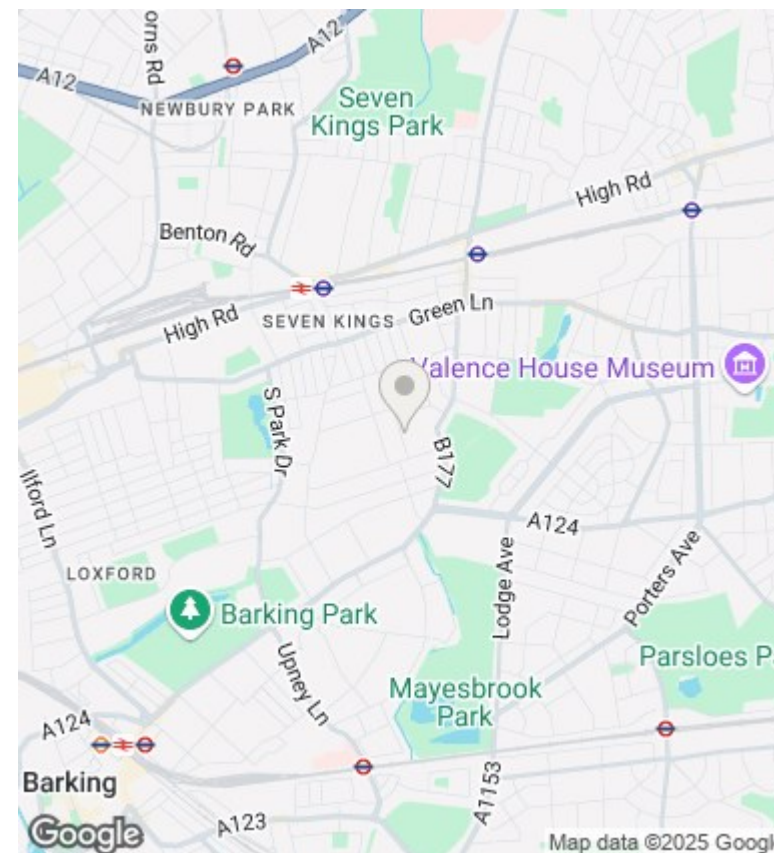 A12
A12
NEWBURY PARK
Seven
Kings Park
High Rd
Benton Rd
High Rd
SEVEN KINGS
Green Ln
Valence House Museum
S Park Dr
B177
Ilford Ln
A124
LOXFORD
Lodge Ave
Porters Ave
Barking Park
Upney Ln
Parsloes P
Mayesbrook
Park
A124
Barking
A123
A1153
Google
Map data ©2025 Googl